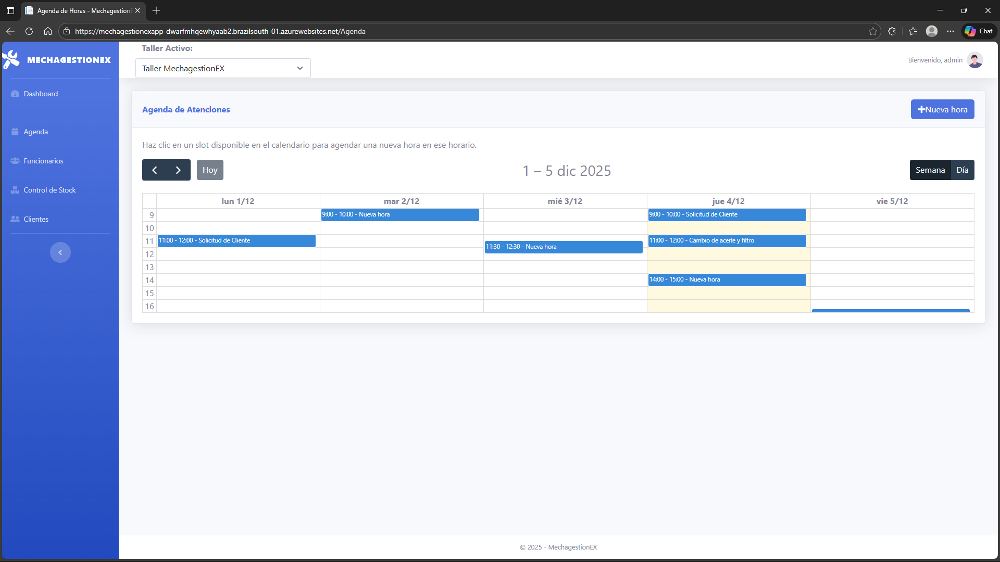 Agenda de Horas - MechagestionE
https://mechagestionexapp-dwarfmhqewhyaab2.brazilsouth-01.azurewebsites.net/Agenda
Chat
MECHAGESTIONEX
Taller Activo:
Taller MechagestionEX
Bienvenido, admin
Dashboard
Agenda
Funcionarios
Control de Stock
Clientes
Agenda de Atenciones
Nueva hora
Haz clic en un slot disponible en el calendario para agendar una nueva hora en ese horario.
Hoy
1 – 5 dic 2025
Semana
Día
lun 1/12
mar 2/12
mié 3/12
jue 4/12
vie 5/12
9
9:00 - 10:00 - Nueva hora
9:00 - 10:00 - Solicitud de Cliente
10
11
11:00 - 12:00 - Solicitud de Cliente
11:30 - 12:30 - Nueva hora
11:00 - 12:00 - Cambio de aceite y filtro
12
13
14
14:00 - 15:00 - Nueva hora
15
16
© 2025 - MechagestionEX